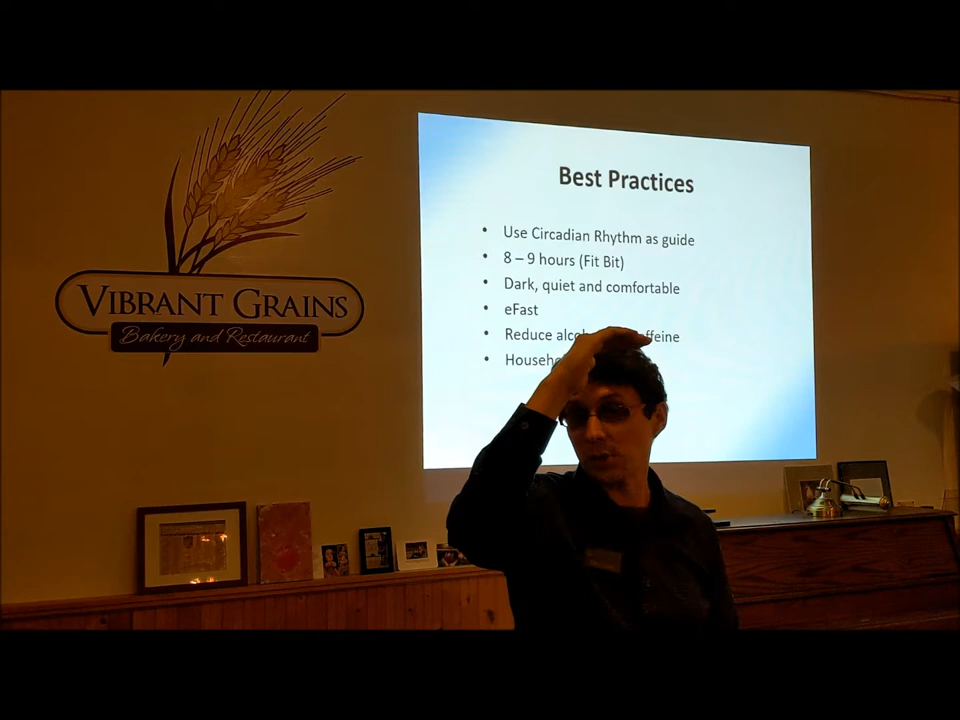 VIBRANT GRAINS
Bakery and Restaurant
Best Practices
• Use Circadian Rhythm as guide
• 8 – 9 hours (Fit Bit)
• Dark, quiet and comfortable
• eFast
• Reduce
•